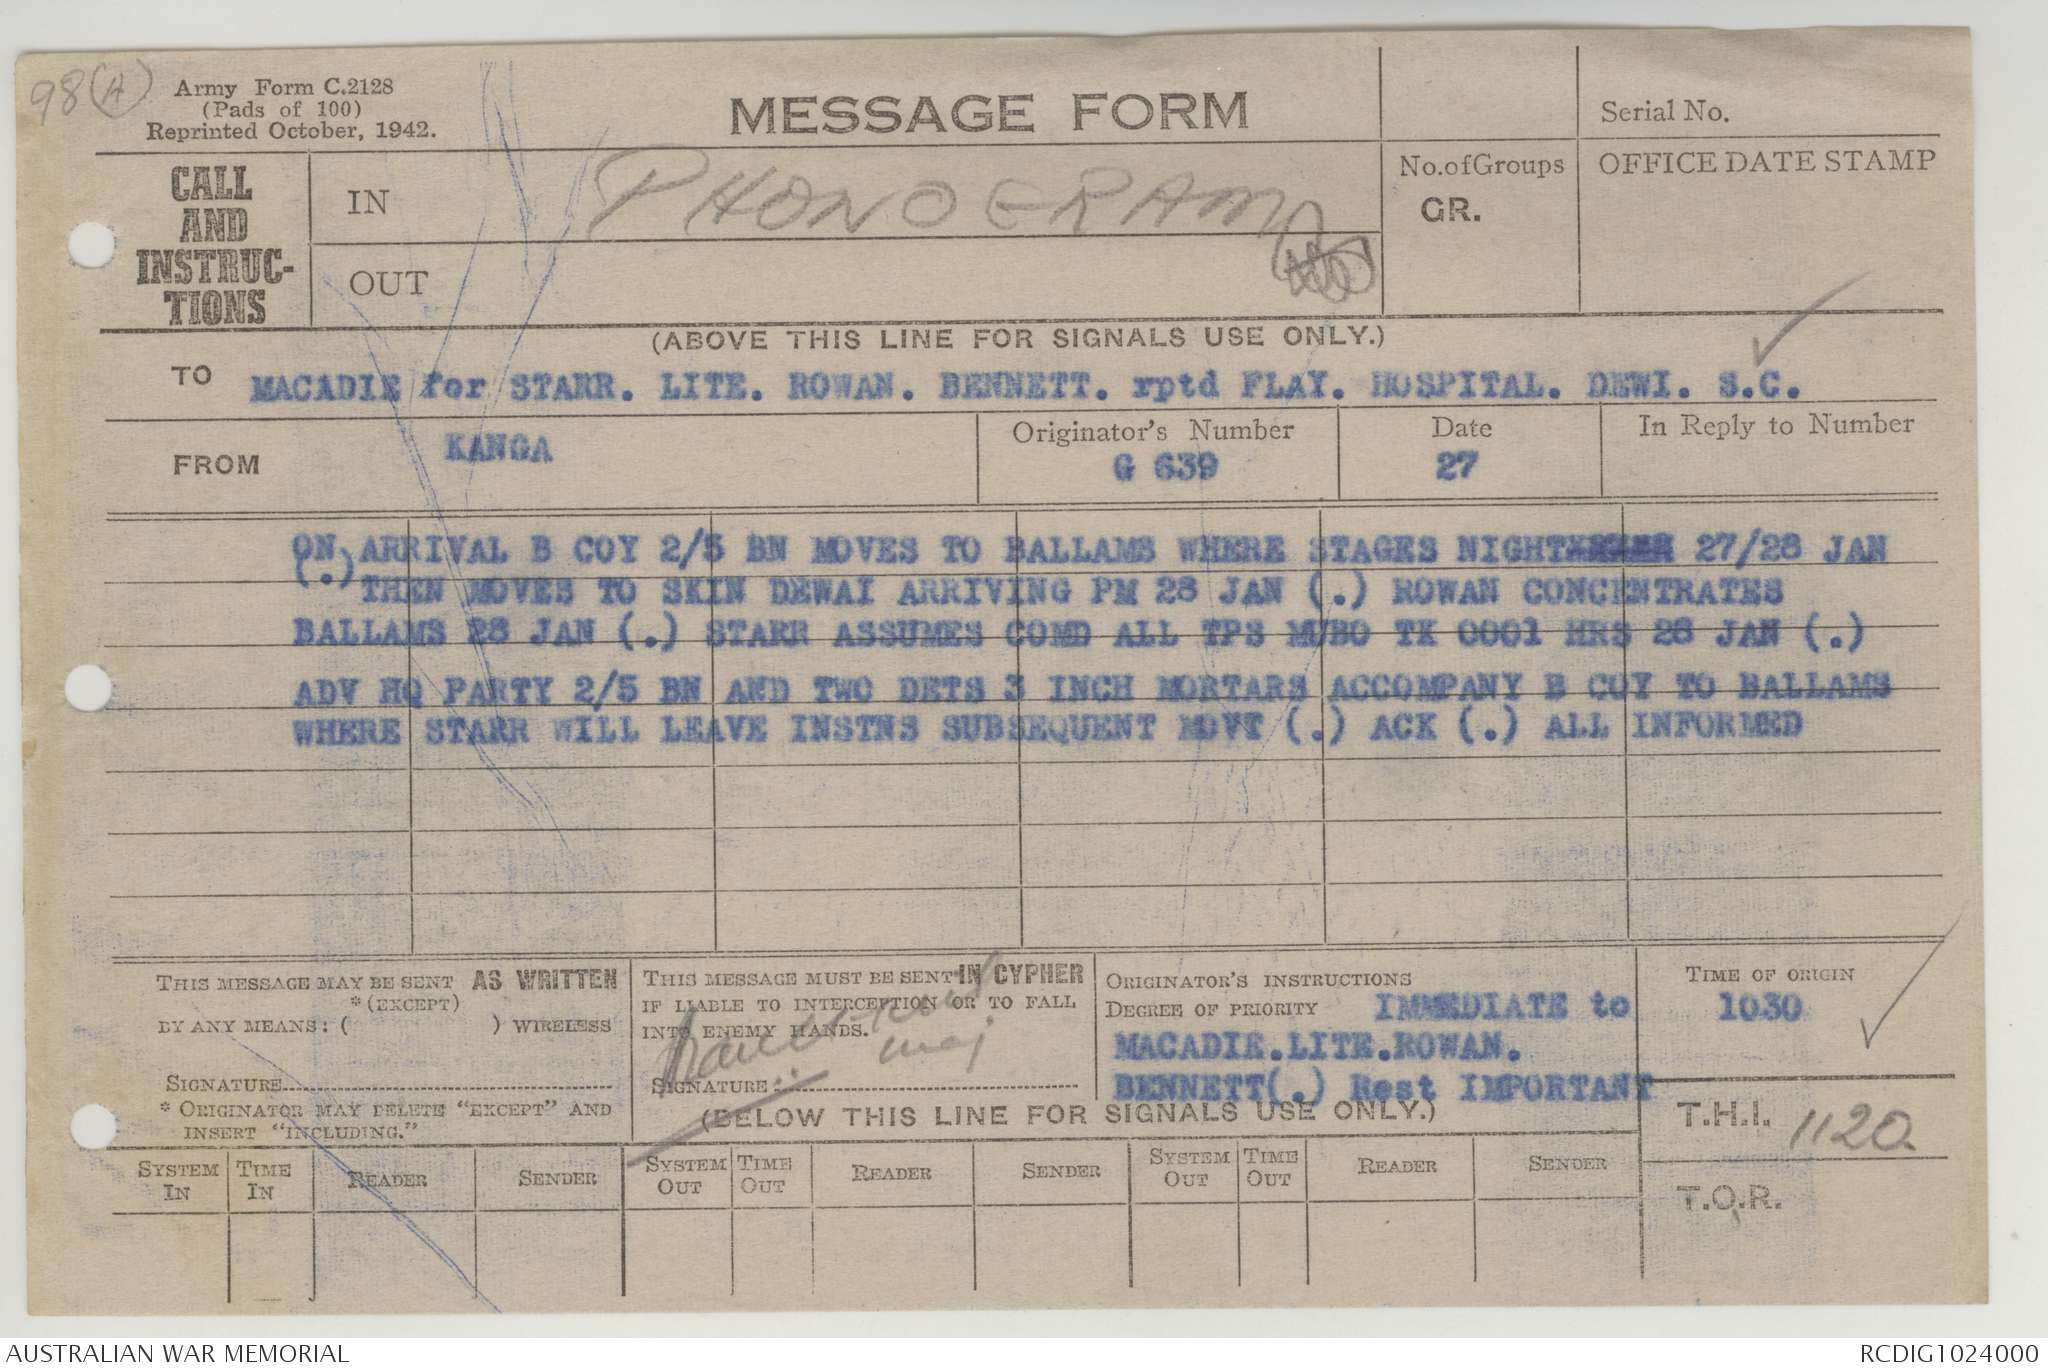 98(A)
Army Form C.2128
(Pads of 100)
Reprinted October, 1942.
MESSAGE FORM
Serial No.
CALL
AND
INSTRUC-
TIONS
IN
PHONOGRAM
OUT
No. of Groups
GR.
OFFICE DATE STAMP
(ABOVE THIS LINE FOR SIGNALS USE ONLY.)
TO
MACADIE for STARR. LITE. ROWAN. BENNETT. rptd FLAY. HOSPITAL. DEWI. S.C.
FROM
KANGA
Originator's Number
G 639
Date
27
In Reply to Number
ON ARRIVAL B COY 2/5 BN MOVES TO BALLAMS WHERE STAGES NIGHT 27/28 JAN
(.) THEN MOVES TO SKIN DEWAI ARRIVING PM 28 JAN (.) ROWAN CONCENTRATES
BALLAMS 28 JAN (.) STARR ASSUMES COMD ALL TPS MUBO TK 0001 HRS 28 JAN (.)
ADV HQ PARTY 2/5 BN AND TWO DETS 3 INCH MORTARS ACCOMPANY B COY TO BALLAMS
WHERE STARR WILL LEAVE INSTNS SUBSEQUENT MOVT (.) ACK (.) ALL INFORMED
THIS MESSAGE MAY BE SENT AS WRITTEN
*(EXCEPT)
BY ANY MEANS: ( ) WIRELESS
SIGNATURE
* ORIGINATOR MAY DELETE "EXCEPT" AND
INSERT "INCLUDING."
THIS MESSAGE MUST BE SENT IN CYPHER
IF LIABLE TO INTERCEPTION OR TO FALL
INTO ENEMY HANDS.
Maj
SIGNATURE
ORIGINATOR'S INSTRUCTIONS
DEGREE OF PRIORITY IMMEDIATE to
MACADIE.LITE.ROWAN.
BENNETT(.) Rest IMPORTANT
TIME OF ORIGIN
1030
(BELOW THIS LINE FOR SIGNALS USE ONLY.)
T.H.I. 1120
T.O.R.
SYSTEM IN
TIME IN
READER
SENDER
SYSTEM OUT
TIME OUT
READER
SENDER
SYSTEM OUT
TIME OUT
READER
SENDER
AUSTRALIAN WAR MEMORIAL
RCDIG1024000